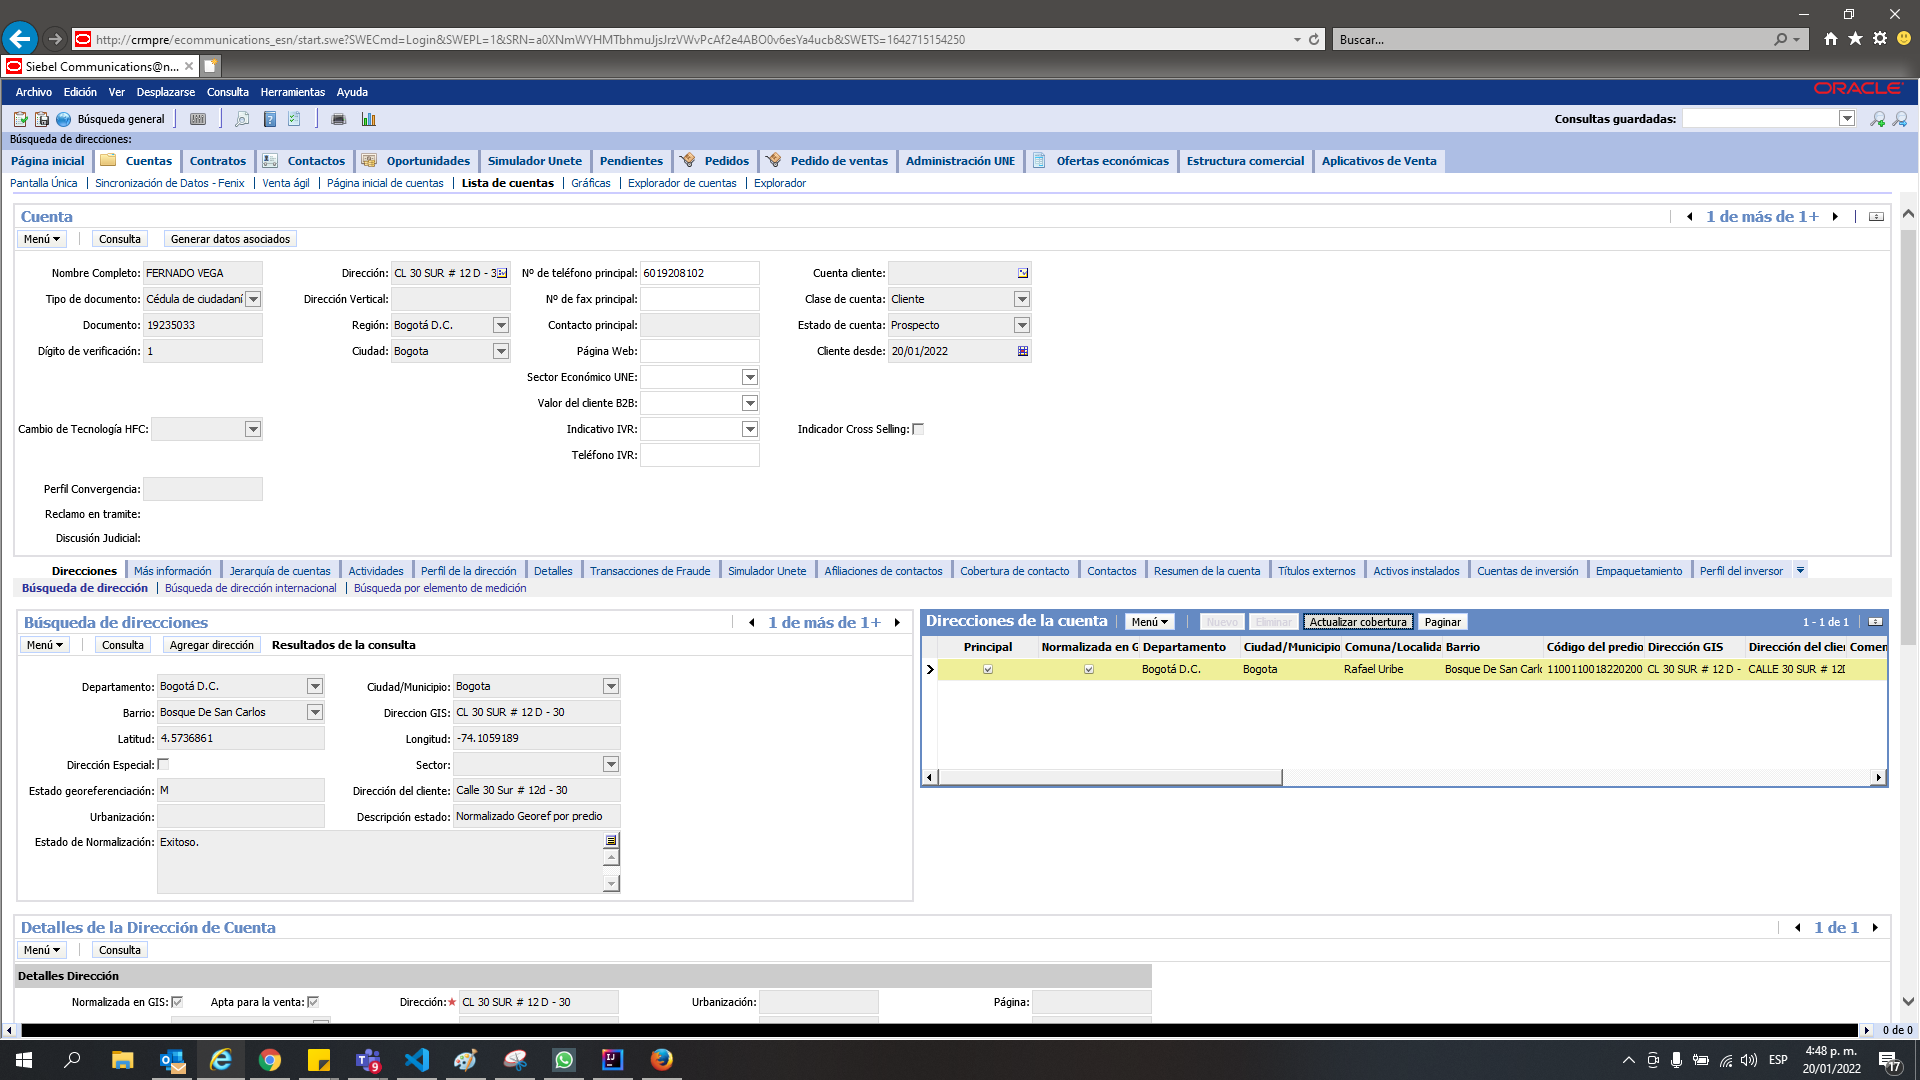 http://crmpre/ecommunications_esn/start.swe?SWECmd=Login&SWEPL=1&SRN=a0XNmWYHMTbhmuJjsJrzVWvPcAf2e4ABO0v6esYa4ucb&SWETS=1642715154250
Buscar...
Siebel Communications@n...
Archivo Edición Ver Desplazarse Consulta Herramientas Ayuda
ORACLE
Búsqueda general
Consultas guardadas:
Búsqueda de direcciones:
Página inicial Cuentas Contratos Contactos Oportunidades Simulador Unete Pendientes Pedidos Pedido de ventas Administración UNE Ofertas económicas Estructura comercial Aplicativos de Venta
Pantalla Única Sincronización de Datos - Fenix Venta ágil Página inicial de cuentas Lista de cuentas Gráficas Explorador de cuentas Explorador
Cuenta
1 de más de 1+
Menú Consulta Generar datos asociados
Nombre Completo: FERNADO VEGA Dirección: CL 30 SUR # 12 D - 3 Nº de teléfono principal: 6019208102 Cuenta cliente:
Tipo de documento: Cédula de ciudadaní Dirección Vertical: Nº de fax principal: Clase de cuenta: Cliente
Documento: 19235033 Región: Bogotá D.C. Contacto principal: Estado de cuenta: Prospecto
Dígito de verificación: 1 Ciudad: Bogota Página Web: Cliente desde: 20/01/2022
Sector Económico UNE:
Valor del cliente B2B:
Cambio de Tecnología HFC: Indicativo IVR: Indicador Cross Selling:
Teléfono IVR:
Perfil Convergencia:
Reclamo en tramite:
Discusión Judicial:
Direcciones Más información Jerarquía de cuentas Actividades Perfil de la dirección Detalles Transacciones de Fraude Simulador Unete Afiliaciones de contactos Cobertura de contacto Contactos Resumen de la cuenta Títulos externos Activos instalados Cuentas de inversión Empaquetamiento Perfil del inversor
Búsqueda de dirección Búsqueda de dirección internacional Búsqueda por elemento de medición
Búsqueda de direcciones
1 de más de 1+
Menú Consulta Agregar dirección Resultados de la consulta
Departamento: Bogotá D.C. Ciudad/Municipio: Bogota
Barrio: Bosque De San Carlos Direccion GIS: CL 30 SUR # 12 D - 30
Latitud: 4.5736861 Longitud: -74.1059189
Dirección Especial: Sector:
Estado georeferenciación: M Dirección del cliente: Calle 30 Sur # 12d - 30
Urbanización: Descripción estado: Normalizado Georef por predio
Estado de Normalización: Exitoso.
Direcciones de la cuenta Menú Nuevo Eliminar Actualizar cobertura Paginar 1 - 1 de 1
Principal Normalizada en G Departamento Ciudad/Municipio Comuna/Localida Barrio Código del predio Dirección GIS Dirección del clier Comen
Bogotá D.C. Bogota Rafael Uribe Bosque De San Carlo 1100110018220200 CL 30 SUR # 12 D - CALLE 30 SUR # 12D
Detalles de la Dirección de Cuenta
1 de 1
Menú Consulta
Detalles Dirección
Normalizada en GIS: Apta para la venta: Dirección:* CL 30 SUR # 12 D - 30 Urbanización: Página:
0 de 0
9
ESP
4:48 p. m.
20/01/2022
17